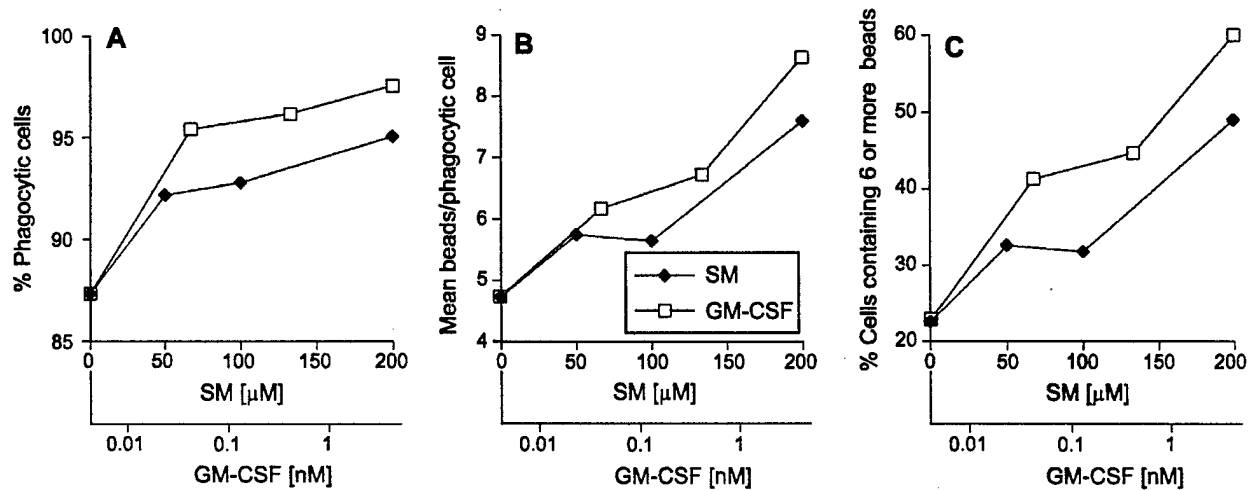 A
% Phagocytic cells
100
95
90
85
0 50 100 150 200
SM [µM]
0.01 0.1 1
GM-CSF [nM]
B
Mean beads/phagocytic cell
9
8
7
6
5
4
0 50 100 150 200
SM [µM]
0.01 0.1 1
GM-CSF [nM]
SM
GM-CSF
C
% Cells containing 6 or more beads
60
50
40
30
20
0 50 100 150 200
SM [µM]
0.01 0.1 1
GM-CSF [nM]